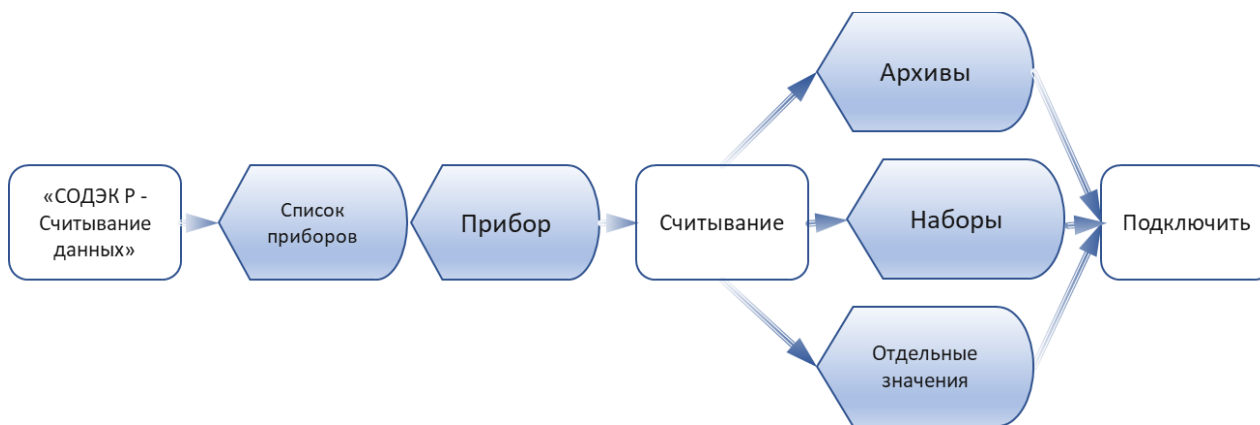 «СОДЭК Р -
Считывание
данных»
Список
приборов
Прибор
Считывание
Архивы
Наборы
Отдельные
значения
Подключить